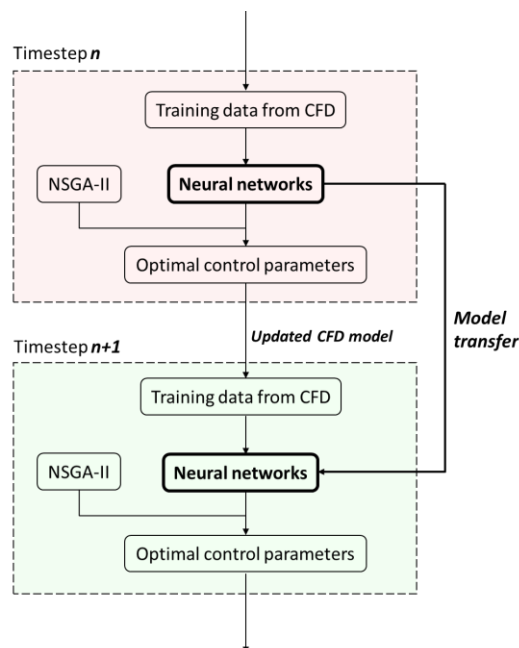 Timestep n
Training data from CFD
NSGA-II
Neural networks
Optimal control parameters
Updated CFD model
Model
transfer
Timestep n+1
Training data from CFD
NSGA-II
Neural networks
Optimal control parameters